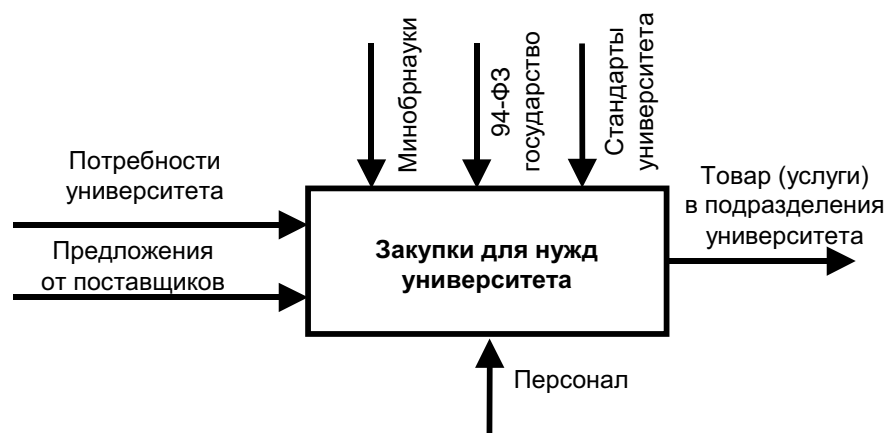 Минобрнауки
94-ФЗ
государство
Стандарты
университета
Потребности
университета
Предложения
от поставщиков
Закупки для нужд
университета
Товар (услуги)
в подразделения
университета
Персонал